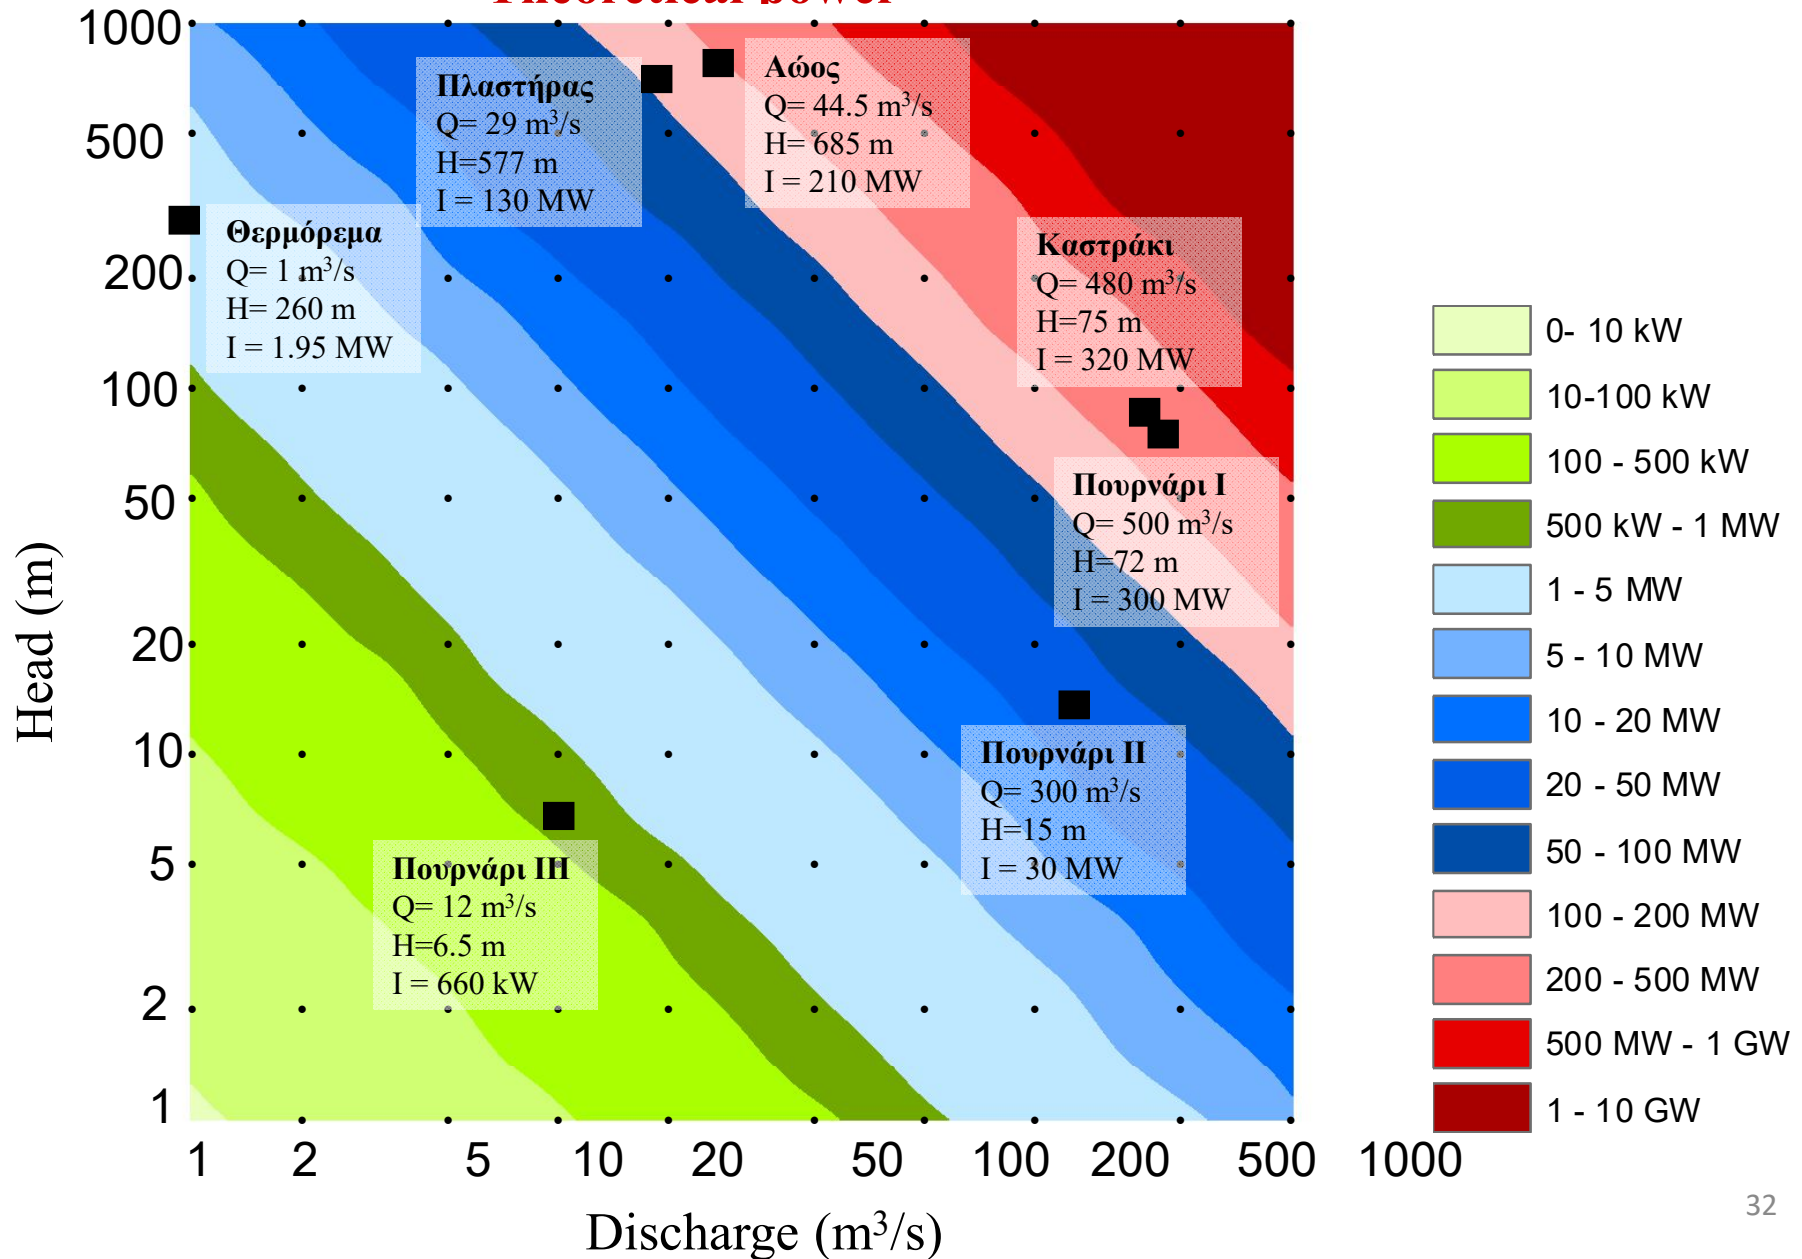 Theoretical power
1000
500
200
100
50
20
10
5
2
1
Head (m)
Πλαστήρας
Q= 29 m³/s
H=577 m
I = 130 MW
Αώος
Q= 44.5 m³/s
H= 685 m
I = 210 MW
Θερμόρεμα
Q= 1 m³/s
H= 260 m
I = 1.95 MW
Καστράκι
Q= 480 m³/s
H=75 m
I = 320 MW
Πουρνάρι Ι
Q= 500 m³/s
H=72 m
I = 300 MW
Πουρνάρι ΙΙ
Q= 300 m³/s
H=15 m
I = 30 MW
Πουρνάρι ΙΙΙ
Q= 12 m³/s
H=6.5 m
I = 660 kW
1 2 5 10 20 50 100 200 500 1000
Discharge (m³/s)
0- 10 kW
10-100 kW
100 - 500 kW
500 kW - 1 MW
1 - 5 MW
5 - 10 MW
10 - 20 MW
20 - 50 MW
50 - 100 MW
100 - 200 MW
200 - 500 MW
500 MW - 1 GW
1 - 10 GW
32